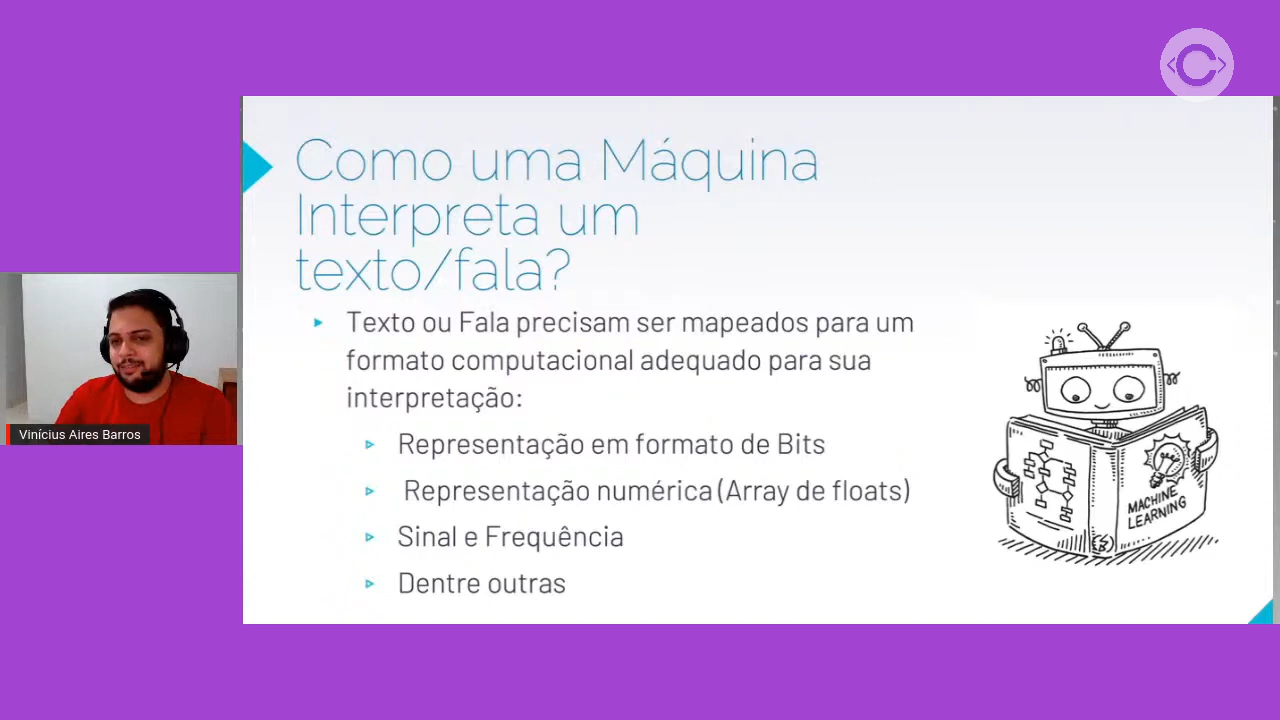 Como uma Máquina
Interpreta um
texto/fala?
Texto ou Fala precisam ser mapeados para um
formato computacional adequado para sua
interpretação:
Representação em formato de Bits
Representação numérica (Array de floats)
Sinal e Frequência
Dentre outras
MACHINE
LEARNING
Vinícius Aires Barros